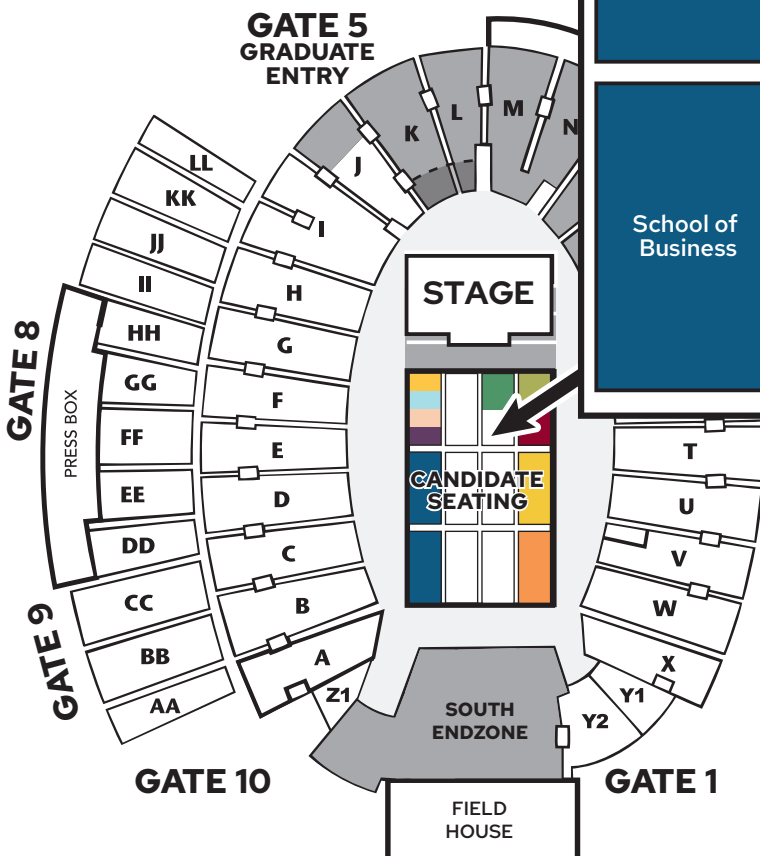 GATE 5
GRADUATE
ENTRY
K
L
M
N
J
I
H
G
F
E
D
C
B
A
Z1
LL
KK
JJ
II
HH
GG
FF
EE
DD
CC
BB
AA
GATE 8
PRESS BOX
GATE 9
STAGE
CANDIDATE
SEATING
School of
Business
T
U
V
W
X
Y1
Y2
SOUTH
ENDZONE
GATE 10
GATE 1
FIELD
HOUSE